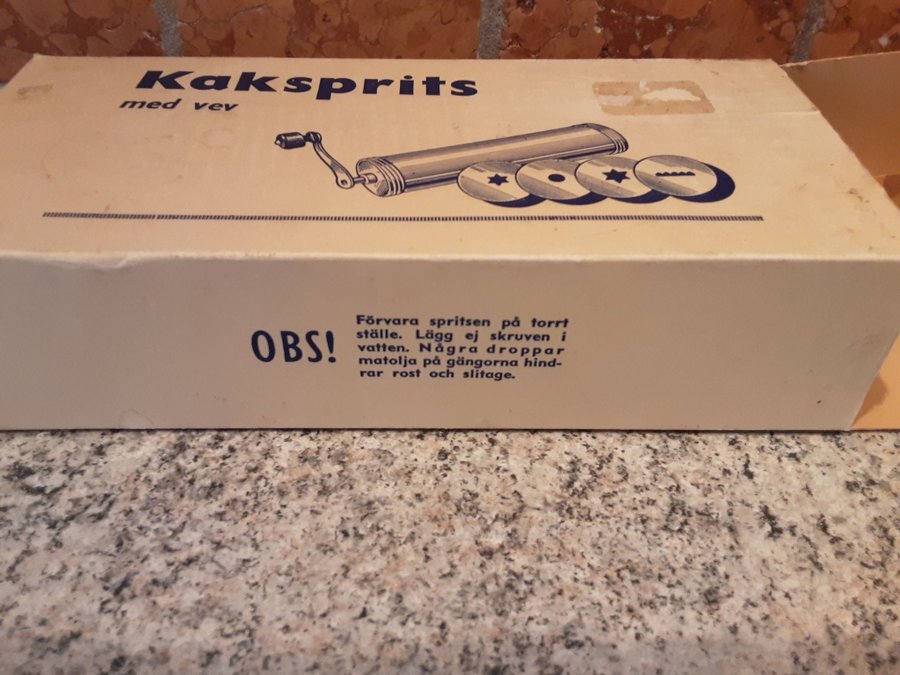 Kaksprits
med vev
OBS!
Förvara spritsen på torrt
ställe. Lägg ej skruven i
vatten. Några droppar
matolja på gängorna hind-
rar rost och slitage.